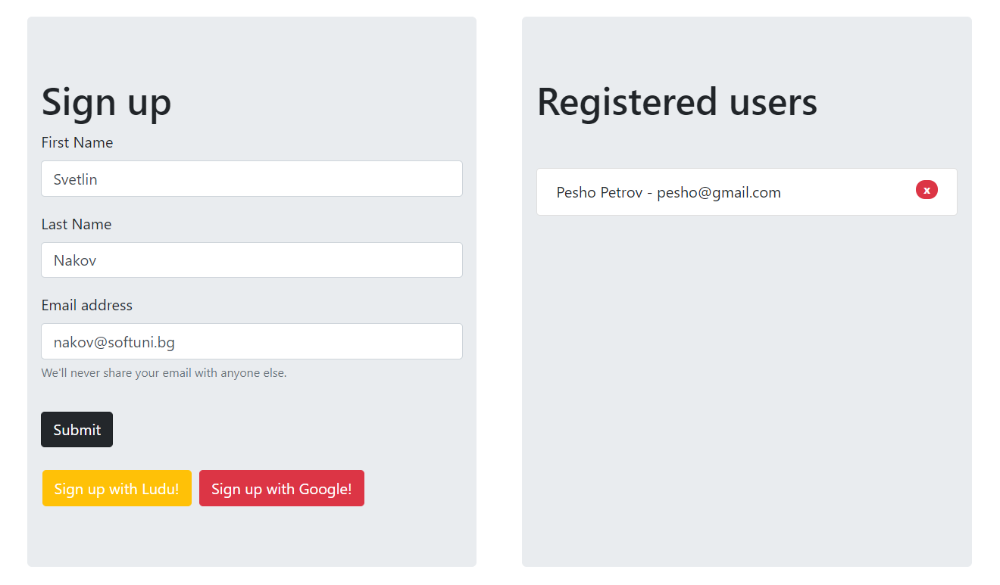 Sign up
First Name
Svetlin
Last Name
Nakov
Email address
nakov@softuni.bg
We'll never share your email with anyone else.
Submit
Sign up with Ludu! Sign up with Google!
Registered users
Pesho Petrov - pesho@gmail.com x